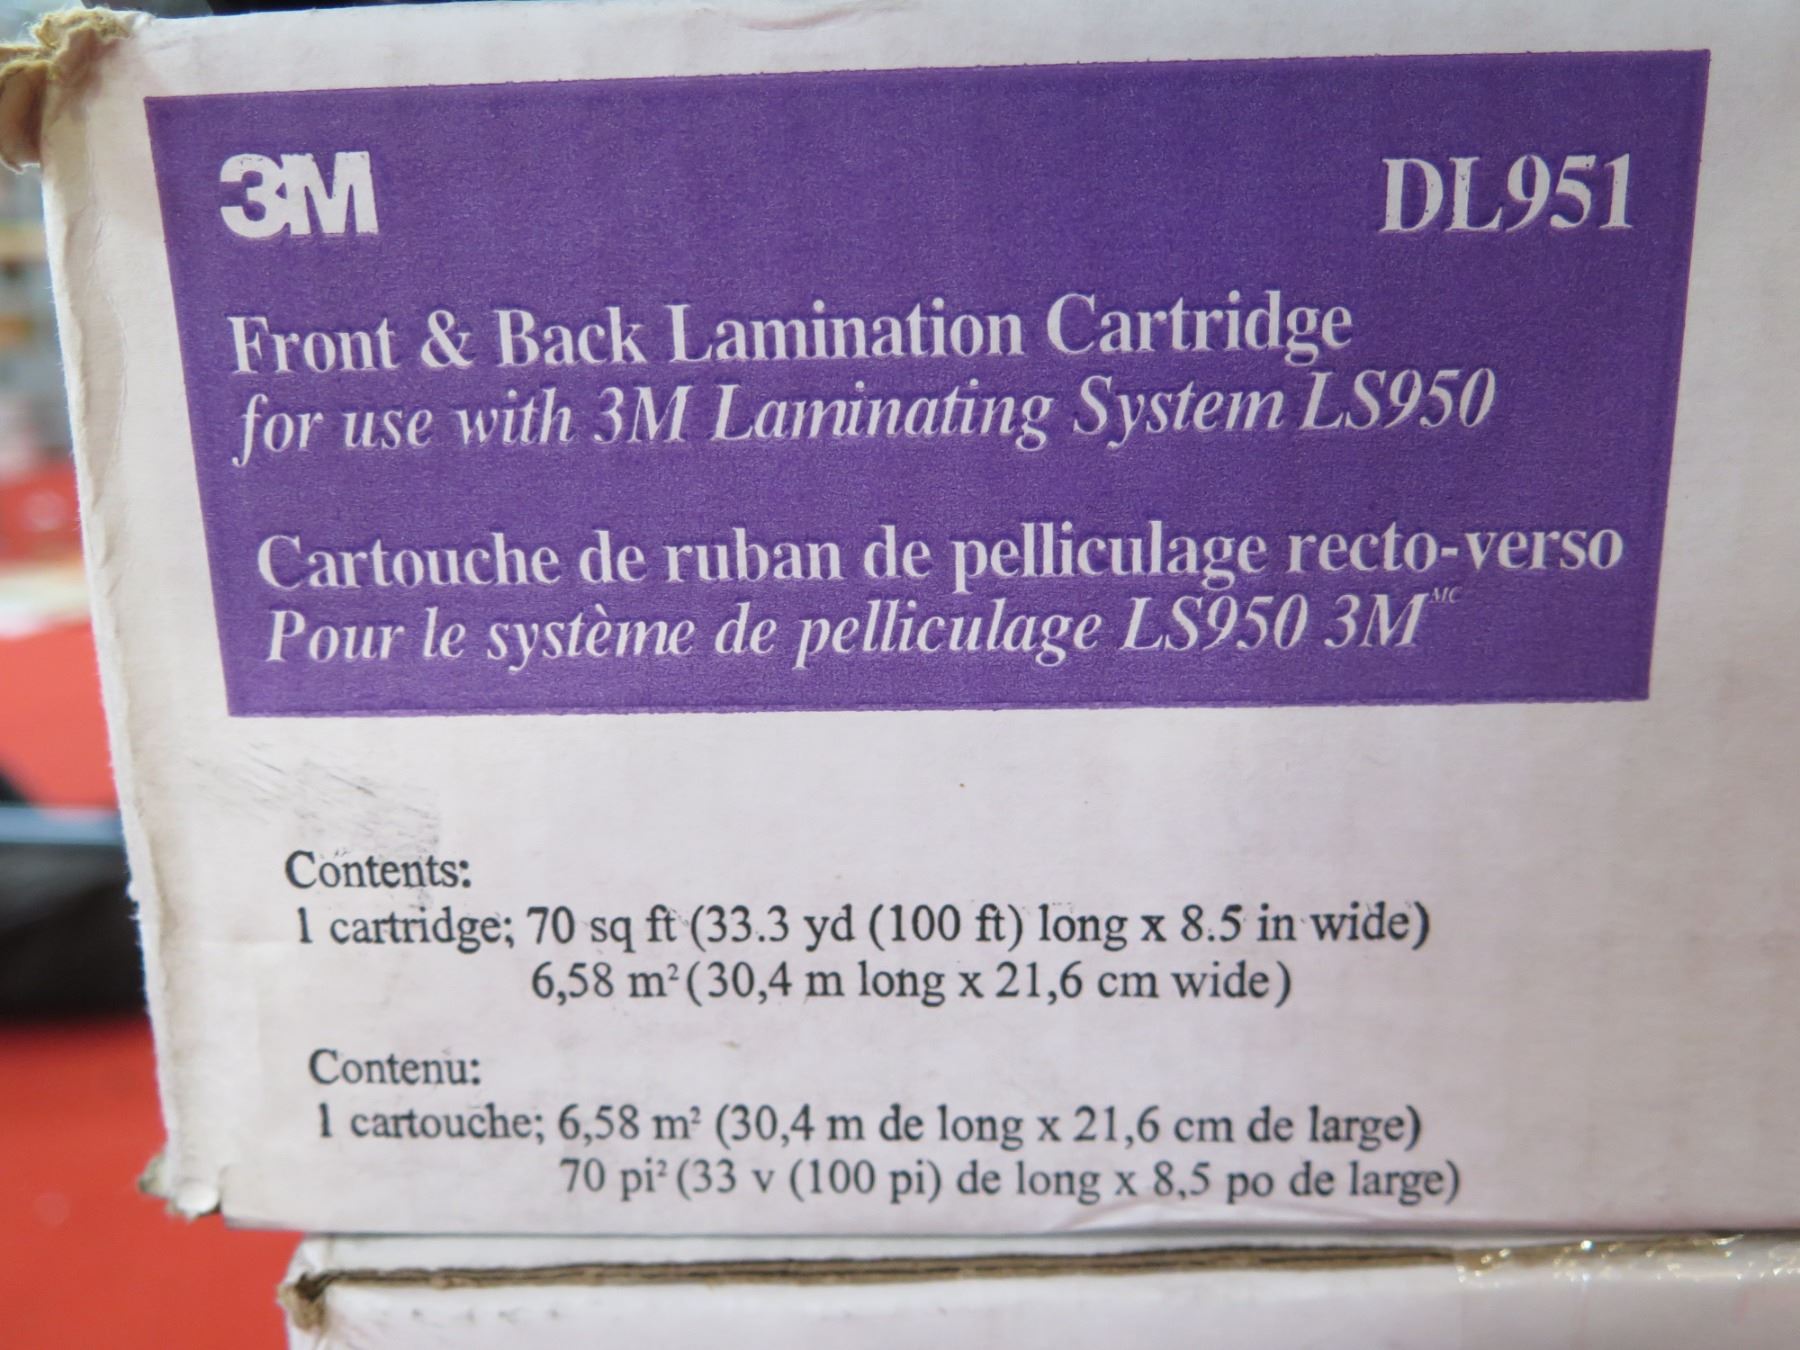 3M
DL951
Front & Back Lamination Cartridge
for use with 3M Laminating System LS950
Cartouche de ruban de pelliculage recto-verso
Pour le système de pelliculage LS950 3M MC
Contents:
1 cartridge; 70 sq ft (33.3 yd (100 ft) long x 8.5 in wide)
6,58 m² (30,4 m long x 21,6 cm wide)
Contenu:
1 cartouche; 6,58 m² (30,4 m de long x 21,6 cm de large)
70 pi² (33 v (100 pi) de long x 8,5 po de large)